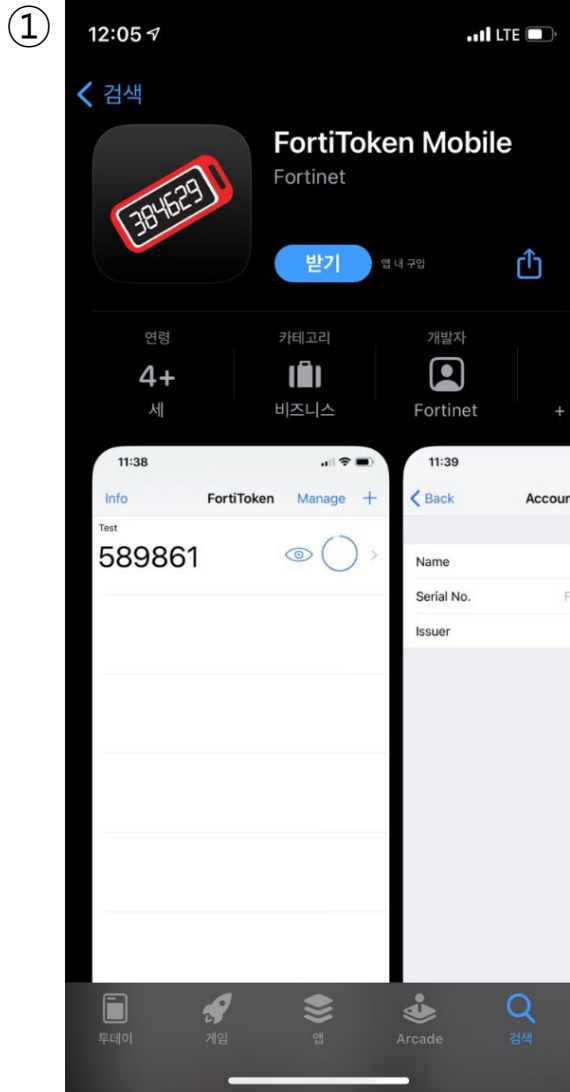 ①
12:05
LTE
검색
384629
FortiToken Mobile
Fortinet
받기
앱 내 구입
연령
카테고리
개발자
4+
세
비즈니스
Fortinet
+
11:38
Info
FortiToken
Manage
+
Test
589861
11:39
Back
Accoun
Name
Serial No.
F
Issuer
투데이
게임
앱
Arcade
검색